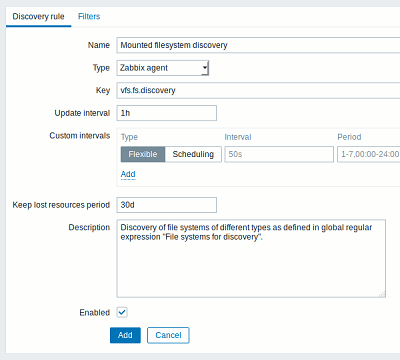 Discovery rule Filters
Name Mounted filesystem discovery
Type Zabbix agent
Key vfs.fs.discovery
Update interval 1h
Custom intervals Type Interval Period
Flexible Scheduling 50s 1-7,00:00-24:00
Add
Keep lost resources period 30d
Description Discovery of file systems of different types as defined in global regular
expression "File systems for discovery".
Enabled
Add Cancel